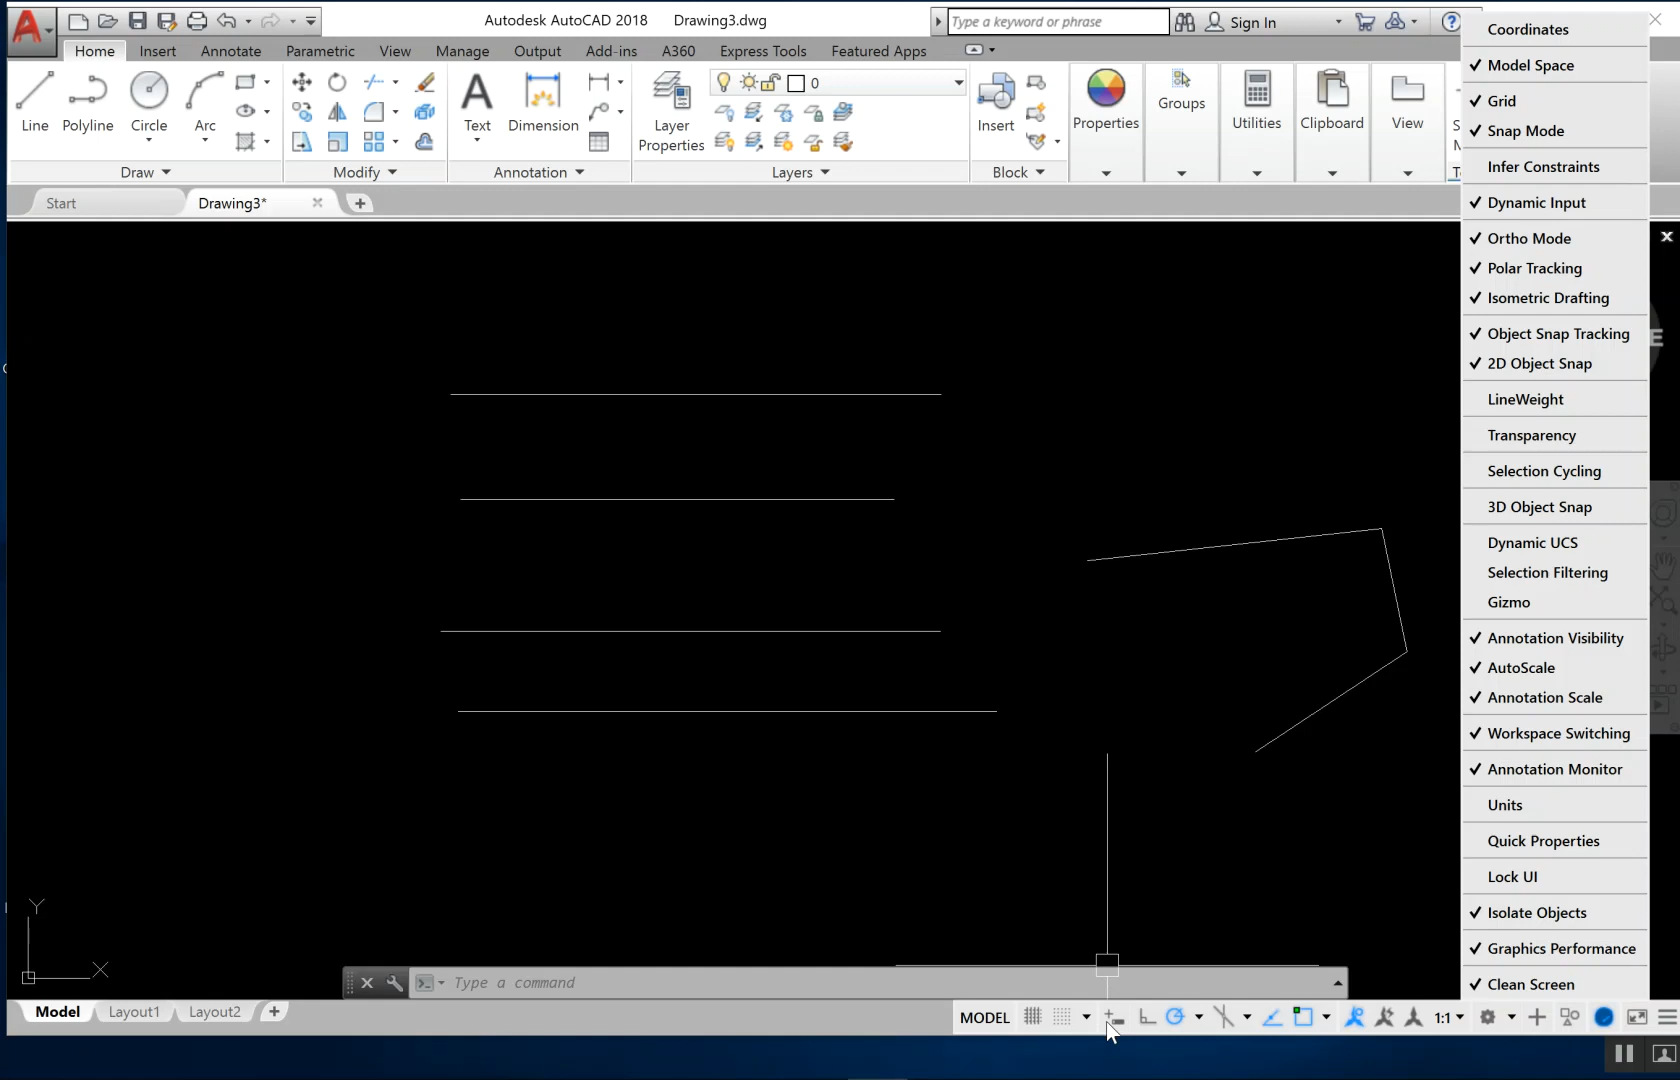 Autodesk AutoCAD 2018 Drawing3.dwg
Type a keyword or phrase
Sign In
Home Insert Annotate Parametric View Manage Output Add-ins A360 Express Tools Featured Apps
Line Polyline Circle Arc
Text Dimension
Layer
Properties
0
Insert
Properties
Groups
Utilities
Clipboard
View
Draw Modify Annotation Layers Block
Start Drawing3*
Coordinates
Model Space
Grid
Snap Mode
Infer Constraints
Dynamic Input
Ortho Mode
Polar Tracking
Isometric Drafting
Object Snap Tracking
2D Object Snap
LineWeight
Transparency
Selection Cycling
3D Object Snap
Dynamic UCS
Selection Filtering
Gizmo
Annotation Visibility
AutoScale
Annotation Scale
Workspace Switching
Annotation Monitor
Units
Quick Properties
Lock UI
Isolate Objects
Graphics Performance
Clean Screen
E
Y
X
Type a command
Model Layout1 Layout2
MODEL 1:1